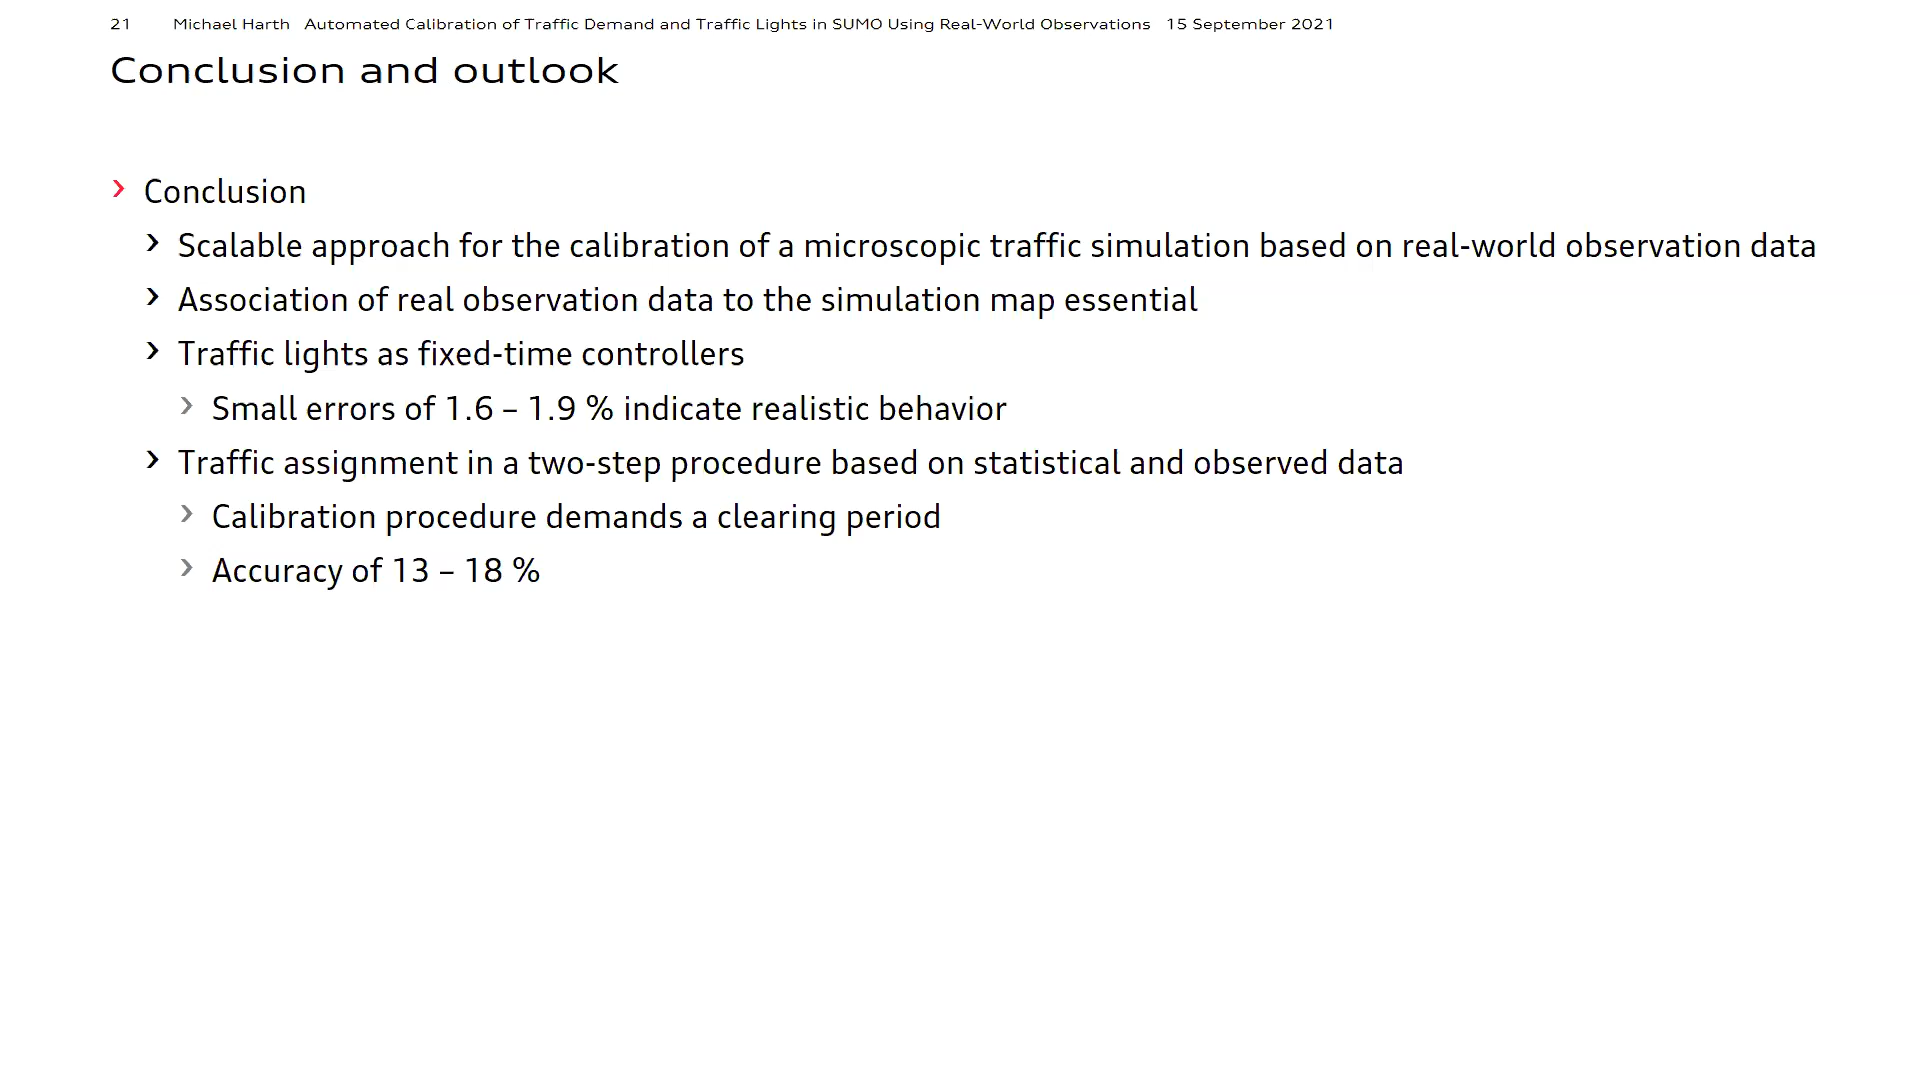 21 Michael Harth Automated Calibration of Traffic Demand and Traffic Lights in SUMO Using Real-World Observations 15 September 2021
Conclusion and outlook
› Conclusion
› Scalable approach for the calibration of a microscopic traffic simulation based on real-world observation data
› Association of real observation data to the simulation map essential
› Traffic lights as fixed-time controllers
› Small errors of 1.6 – 1.9 % indicate realistic behavior
› Traffic assignment in a two-step procedure based on statistical and observed data
› Calibration procedure demands a clearing period
› Accuracy of 13 – 18 %